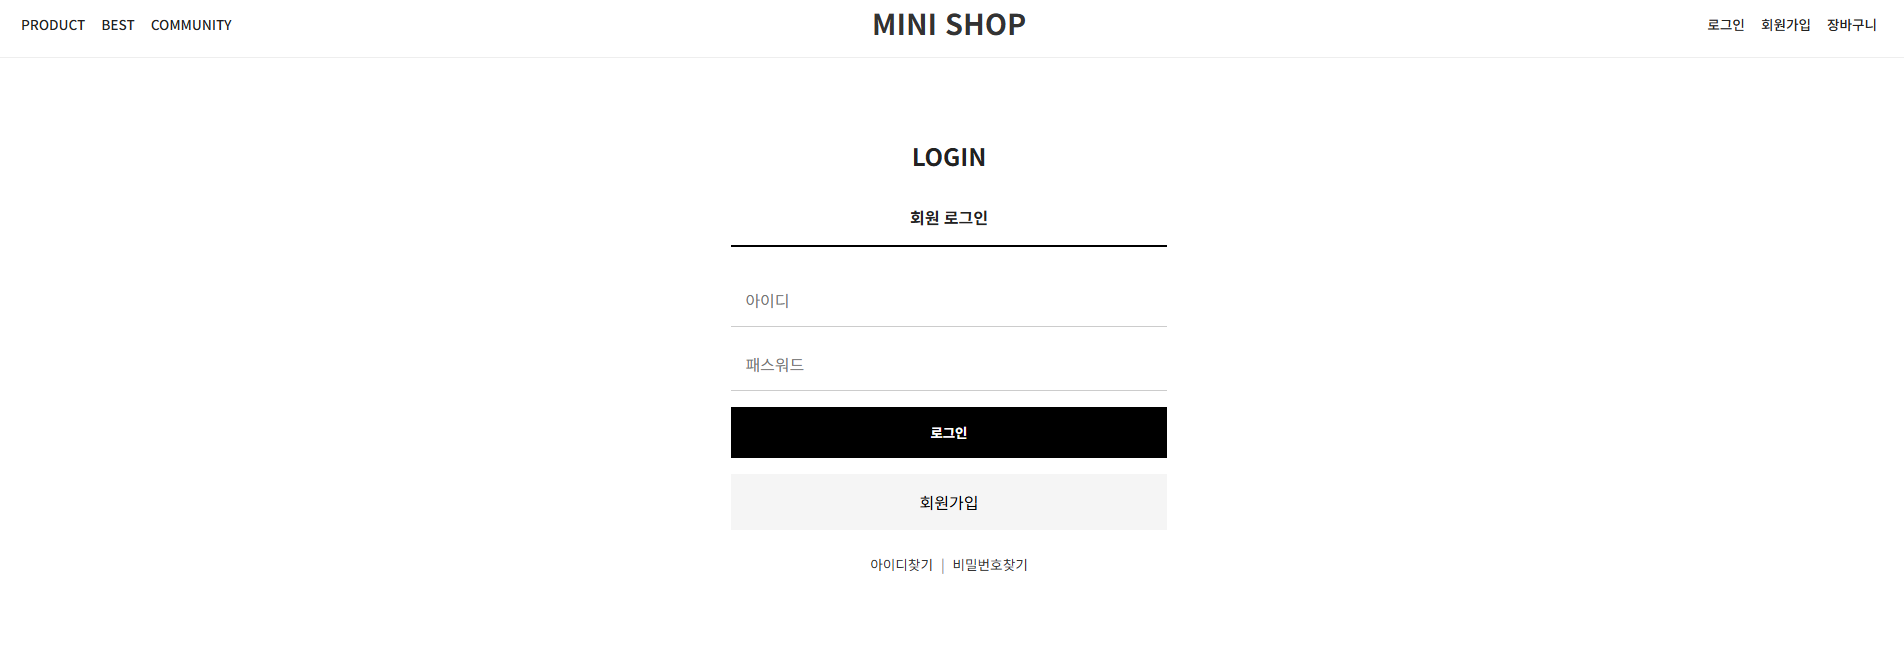 PRODUCT BEST COMMUNITY MINI SHOP 로그인 회원가입 장바구니
LOGIN
회원 로그인
아이디
패스워드
로그인
회원가입
아이디찾기 | 비밀번호찾기